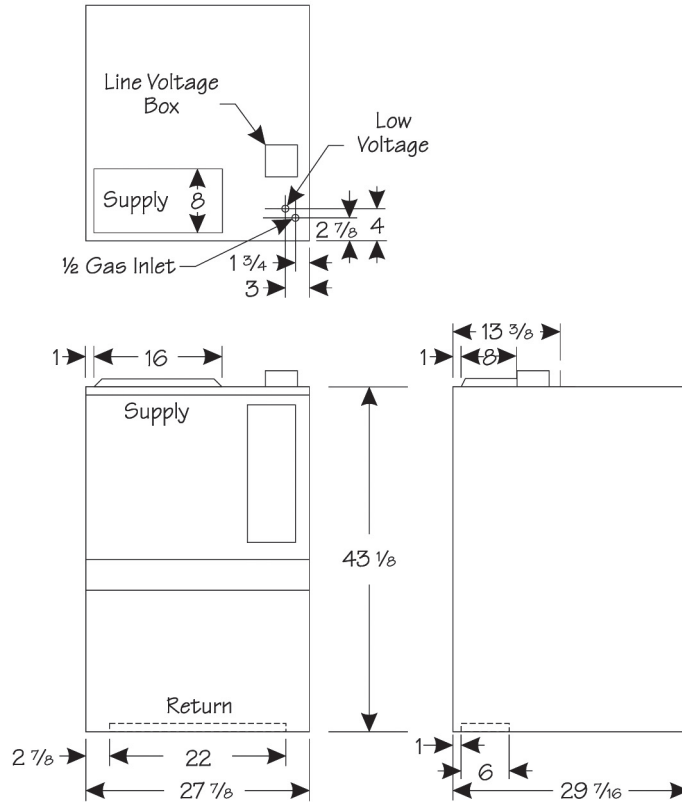 Line Voltage
Box
Low
Voltage
Supply
8
2 7/8
4
½ Gas Inlet
1 3/4
3
1
16
13 3/8
1
8
Supply
43 1/8
Return
2 7/8
22
1
6
27 7/8
29 7/16